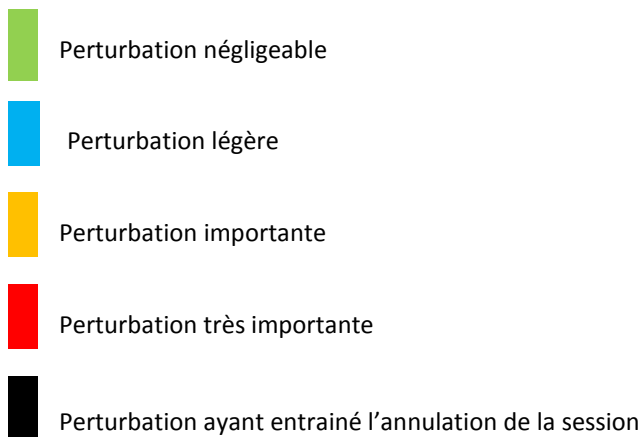 Perturbation négligeable
Perturbation légère
Perturbation importante
Perturbation très importante
Perturbation ayant entrainé l’annulation de la session